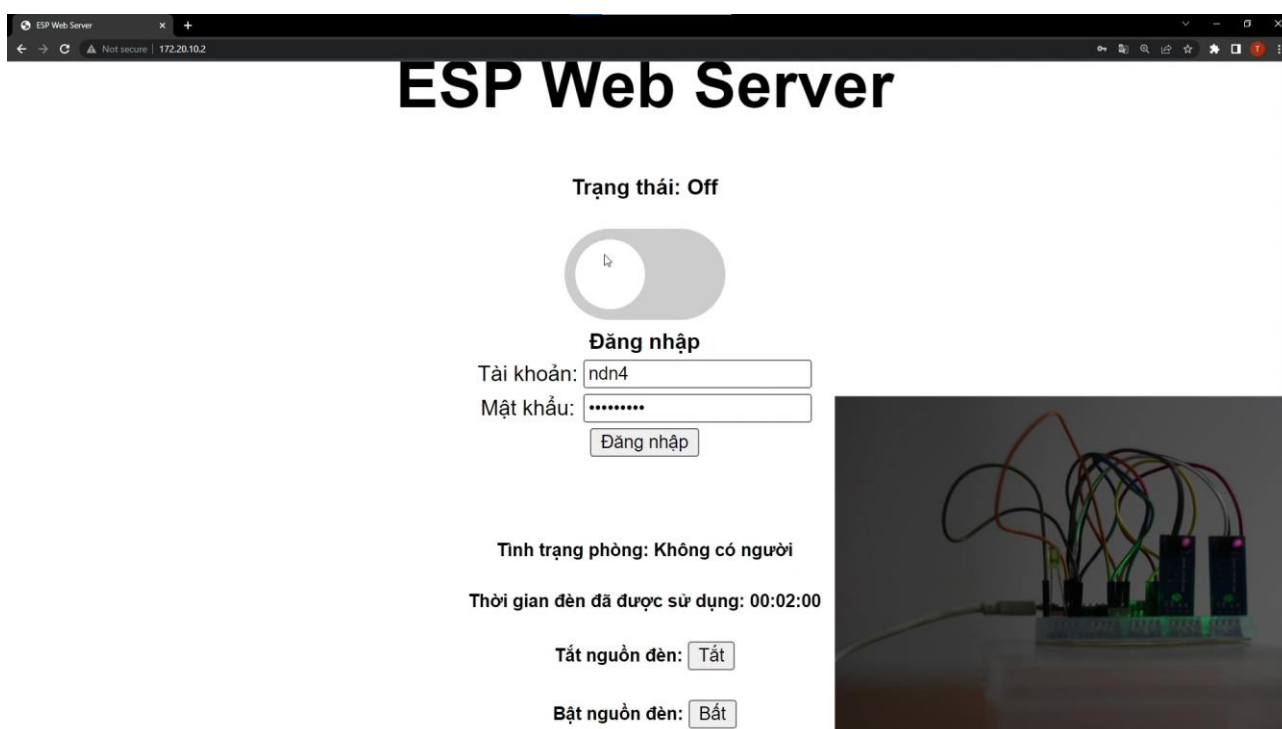 ESP Web Server
Not secure | 172.20.10.2
T
ESP Web Server
Trạng thái: Off
Đăng nhập
Tài khoản: ndn4
Mật khẩu: •••••••••
Đăng nhập
Tình trạng phòng: Không có người
Thời gian đèn đã được sử dụng: 00:02:00
Tắt nguồn đèn: Tắt
Bật nguồn đèn: Bất